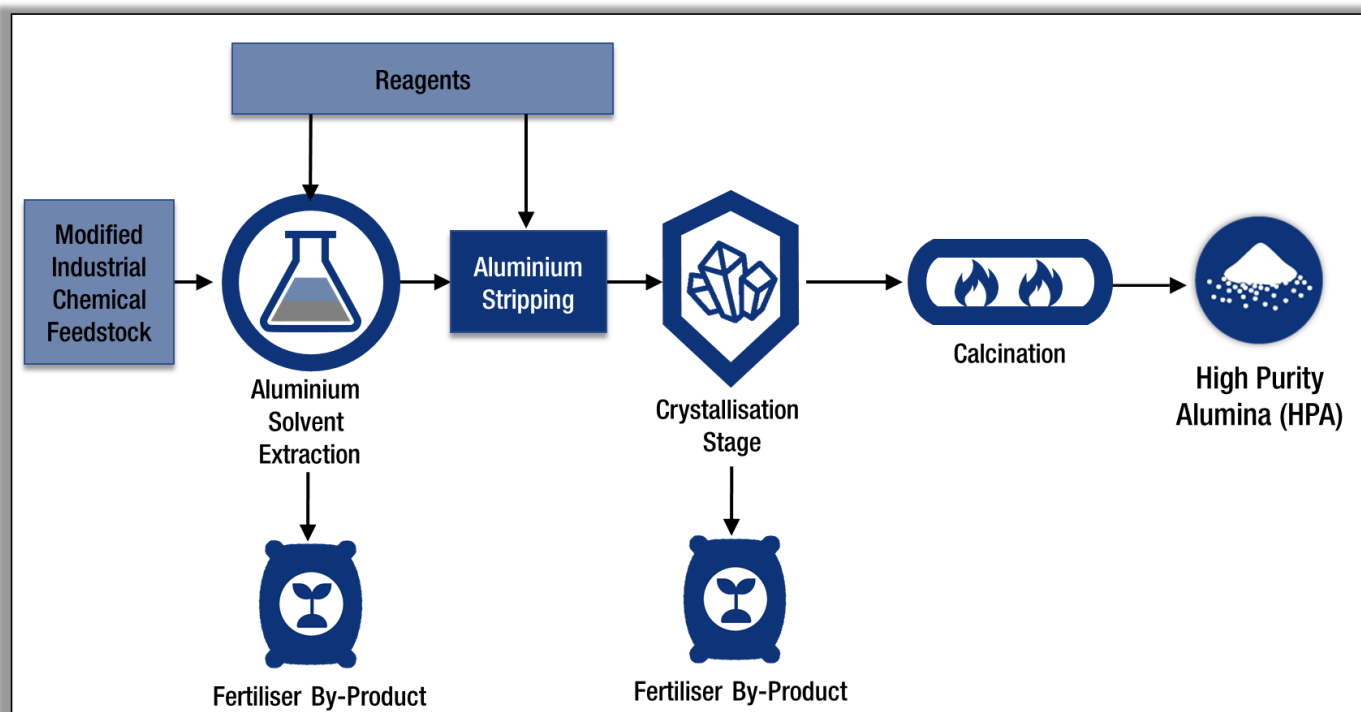 Reagents
Modified
Industrial
Chemical
Feedstock
Aluminium
Solvent
Extraction
Aluminium
Stripping
Crystallisation
Stage
Calcination
High Purity
Alumina (HPA)
Fertiliser By-Product
Fertiliser By-Product